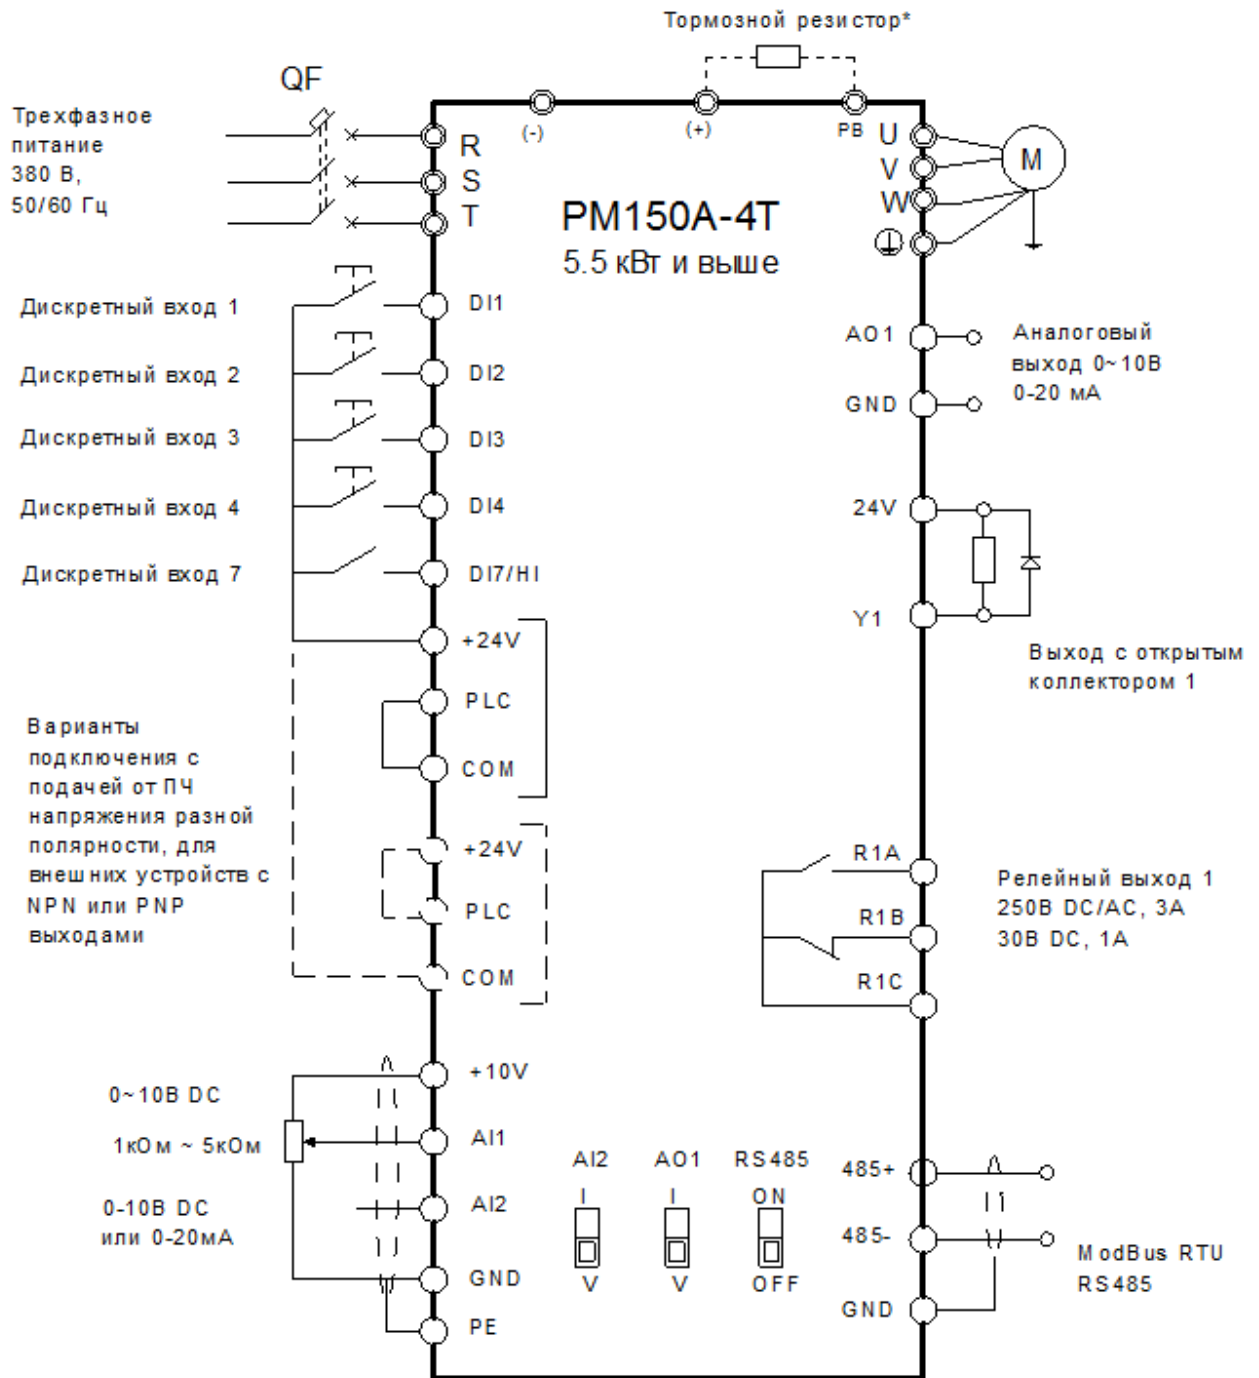 Тормозной резистор*
QF
Трехфазное
питание
380 В,
50/60 Гц
(-)
(+)
PB
R
S
T
U
V
W
M
PM150A-4T
5.5 кВт и выше
Дискретный вход 1
DI1
Дискретный вход 2
DI2
Дискретный вход 3
DI3
Дискретный вход 4
DI4
Дискретный вход 7
DI7/HI
+24V
PLC
COM
Варианты
подключения с
подачей от ПЧ
напряжения разной
полярности, для
внешних устройств с
NPN или PNP
выходами
+24V
PLC
COM
AO1
GND
Аналоговый
выход 0~10В
0-20 мА
24V
Y1
Выход с открытым
коллектором 1
R1A
R1B
R1C
Релейный выход 1
250В DC/AC, 3А
30В DC, 1А
0~10В DC
1кОм ~ 5кОм
0-10В DC
или 0-20мА
+10V
AI1
AI2
GND
PE
AI2
I
V
AO1
I
V
RS485
ON
OFF
485+
485-
GND
ModBus RTU
RS485